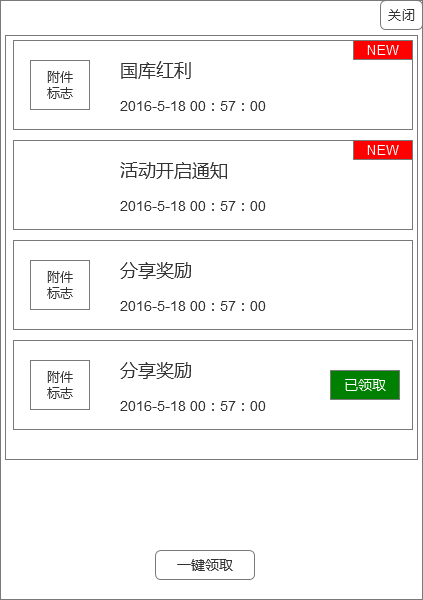 关闭
NEW
附件
标志
国库红利
2016-5-18 00：57：00
NEW
活动开启通知
2016-5-18 00：57：00
附件
标志
分享奖励
2016-5-18 00：57：00
附件
标志
分享奖励
2016-5-18 00：57：00
已领取
一键领取